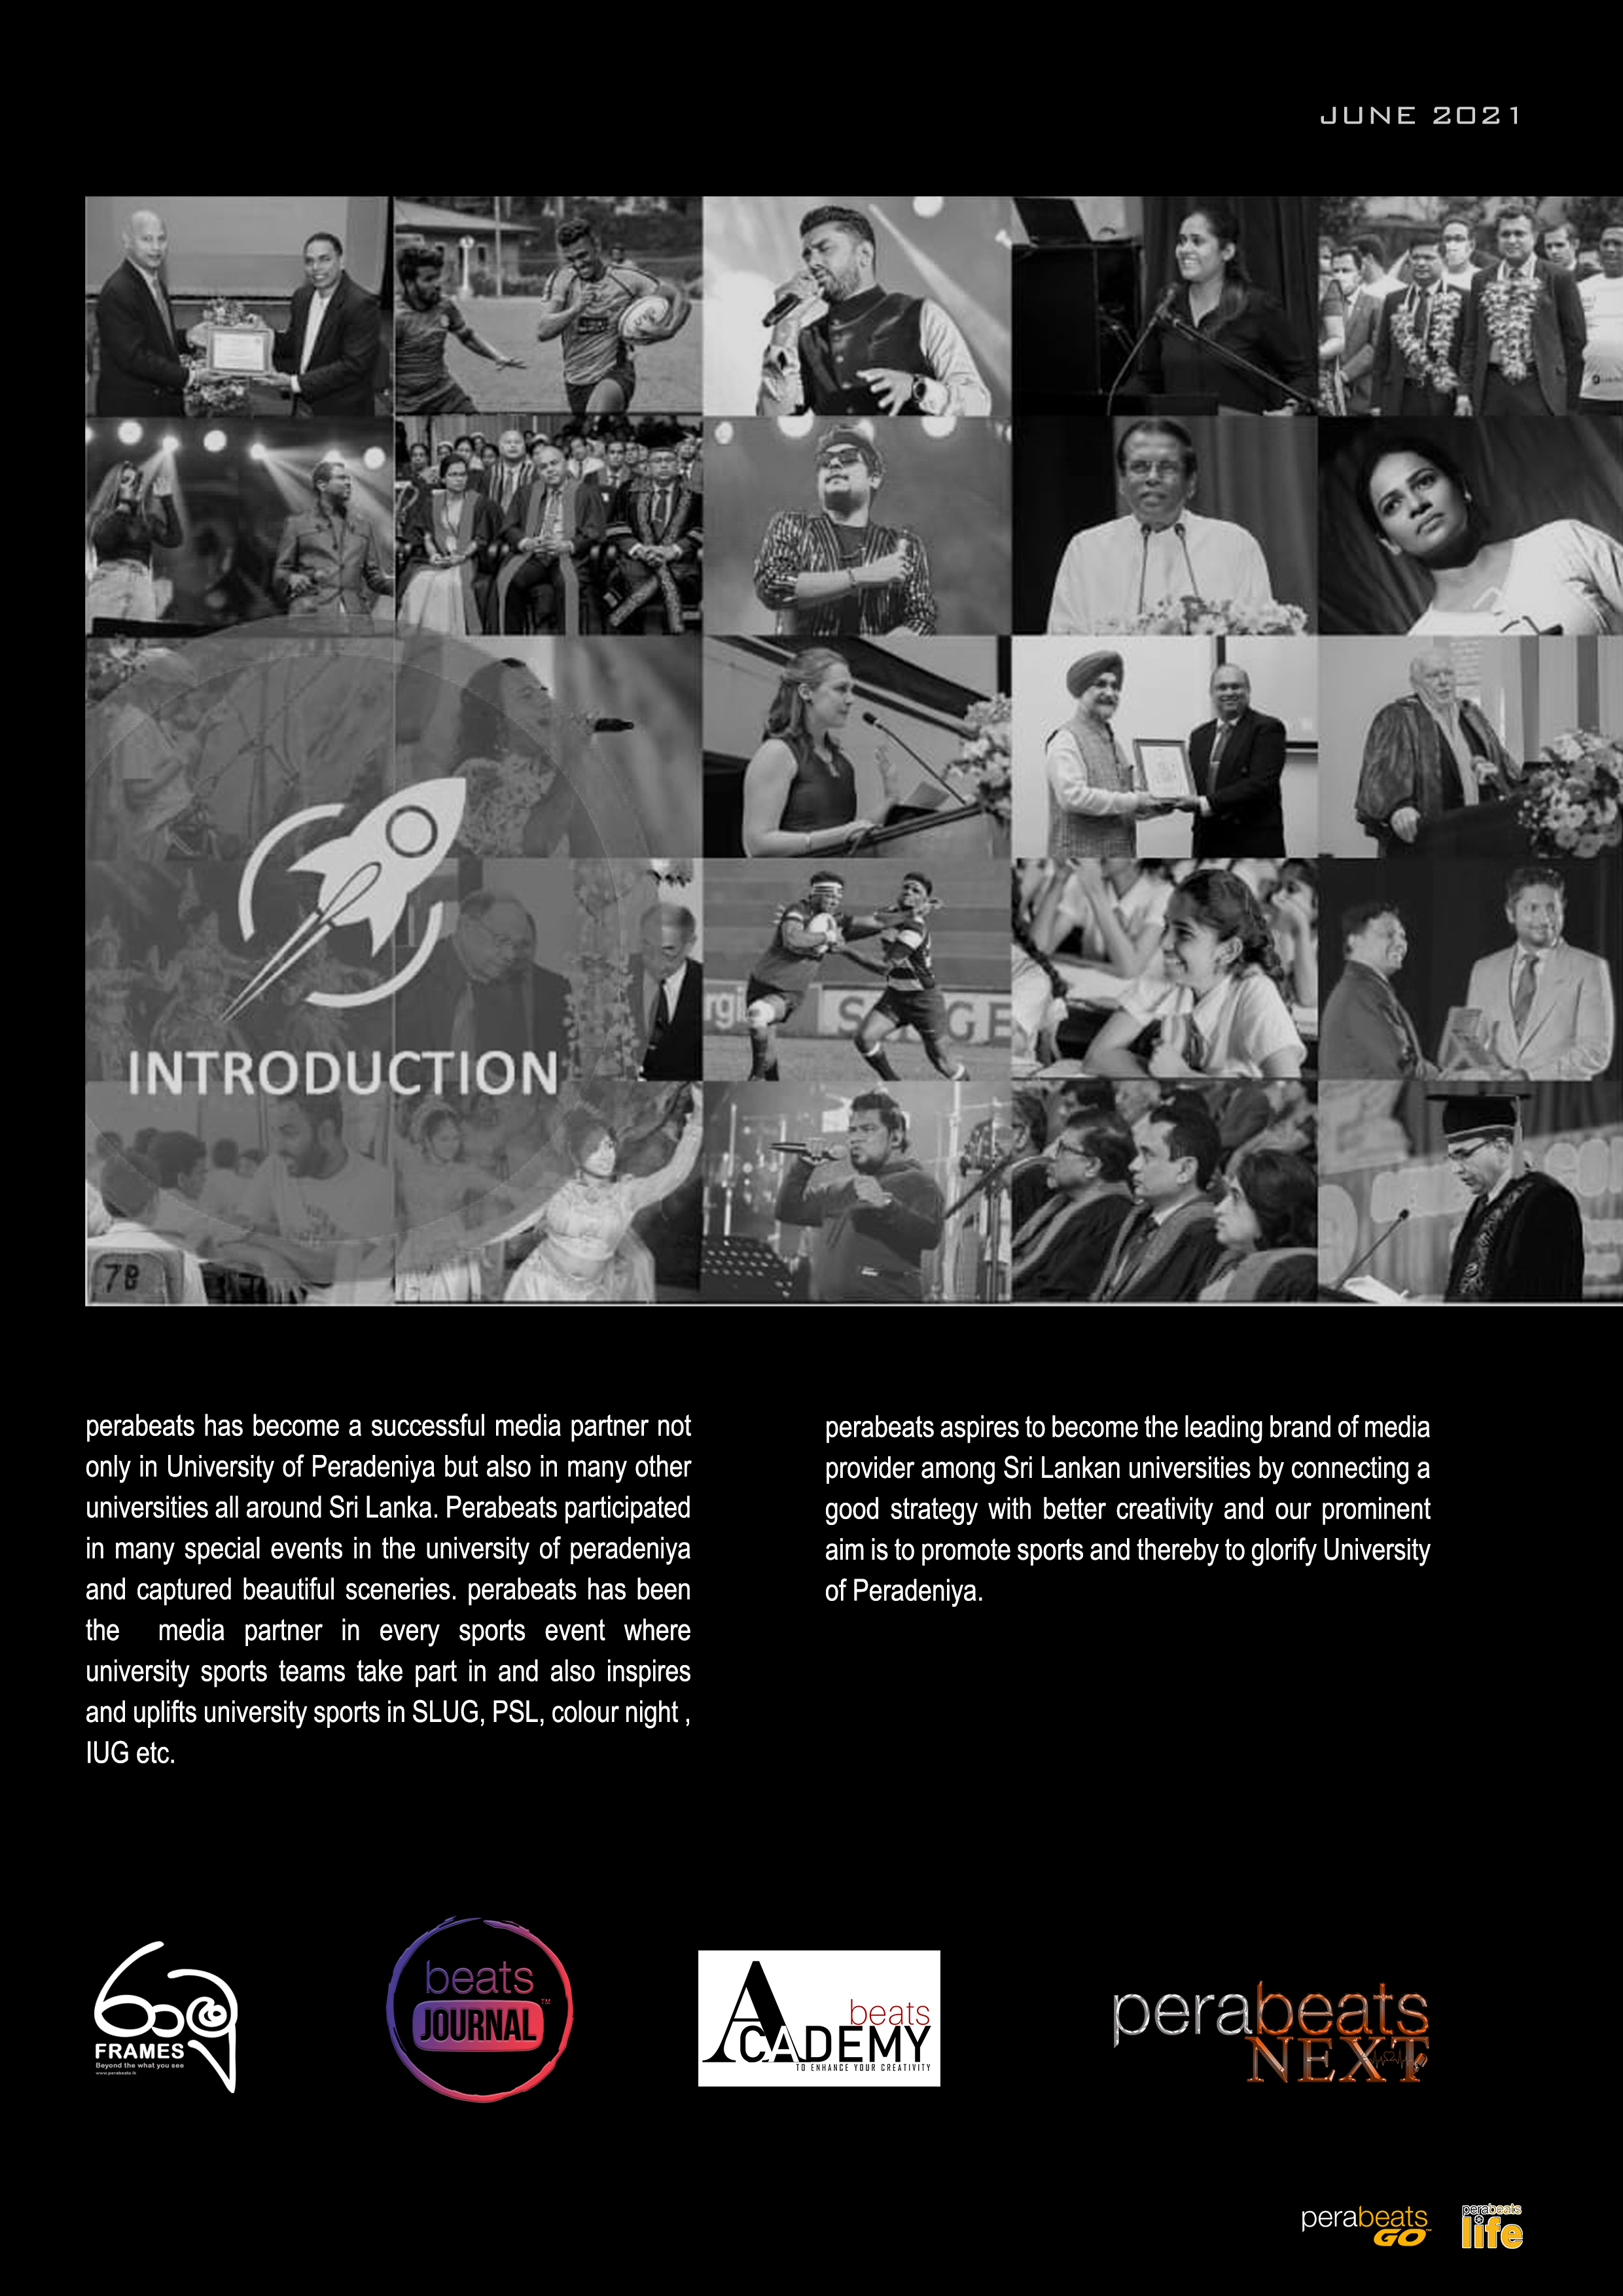 JUNE 2021
rgi
S GE
INTRODUCTION
78
perabeats has become a successful media partner not
only in University of Peradeniya but also in many other
universities all around Sri Lanka. Perabeats participated
in many special events in the university of peradeniya
and captured beautiful sceneries. perabeats has been
the media partner in every sports event where
university sports teams take part in and also inspires
and uplifts university sports in SLUG, PSL, colour night ,
IUG etc.
perabeats aspires to become the leading brand of media
provider among Sri Lankan universities by connecting a
good strategy with better creativity and our prominent
aim is to promote sports and thereby to glorify University
of Peradeniya.
FRAMES
Beyond the what you see
www.perabeats.lk
beats
JOURNAL™
beats
ACADEMY
TO ENHANCE YOUR CREATIVITY
perabeats
NEXT
perabeats
GO™
perabeats
life